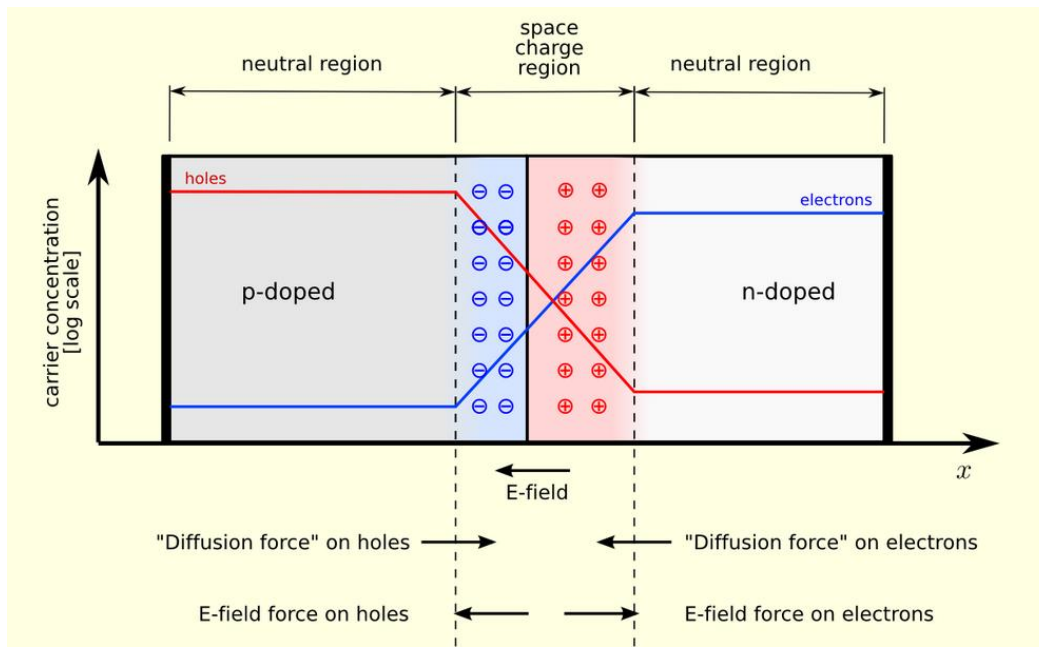 space
charge
region
neutral region
neutral region
carrier concentration
[log scale]
holes
electrons
p-doped
n-doped
⊖ ⊖ ⊕ ⊕
⊖ ⊖ ⊕ ⊕
⊖ ⊖ ⊕ ⊕
⊖ ⊖ ⊕ ⊕
⊖ ⊖ ⊕ ⊕
⊖ ⊖ ⊕ ⊕
⊖ ⊖ ⊕ ⊕
x
E-field
"Diffusion force" on holes
"Diffusion force" on electrons
E-field force on holes
E-field force on electrons